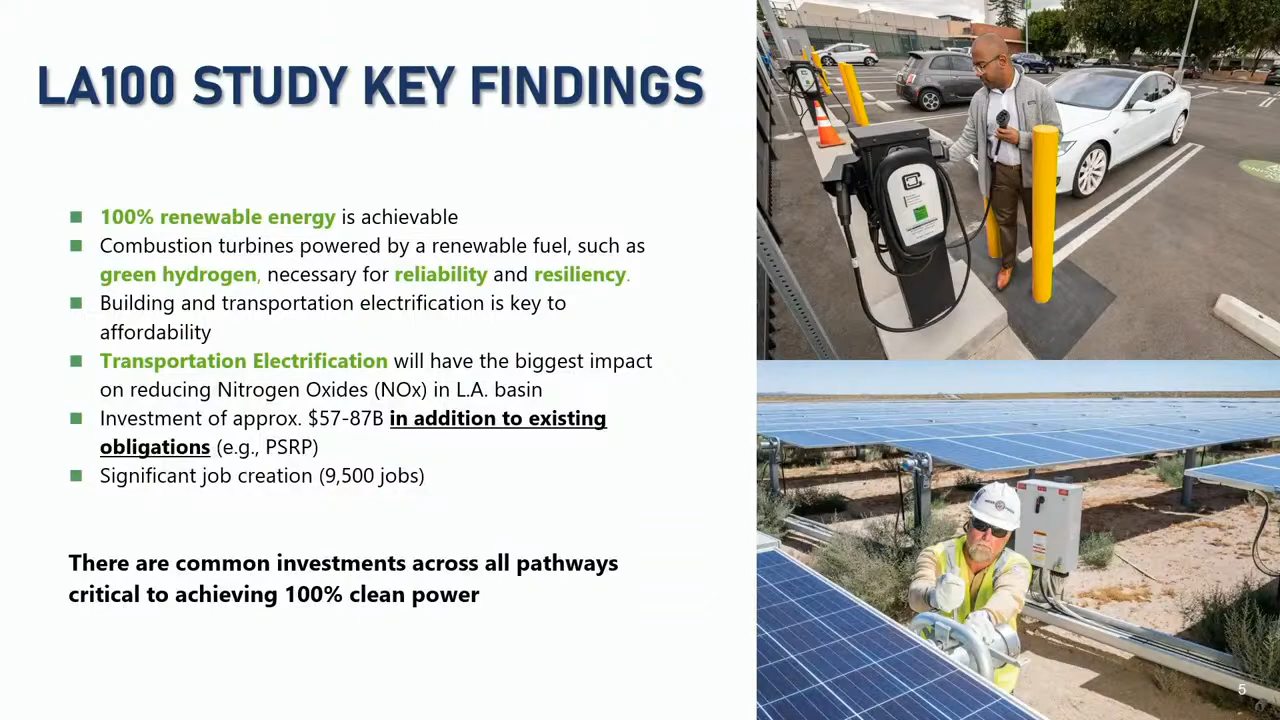 LA100 STUDY KEY FINDINGS
■ 100% renewable energy is achievable
■ Combustion turbines powered by a renewable fuel, such as
green hydrogen, necessary for reliability and resiliency.
■ Building and transportation electrification is key to
affordability
■ Transportation Electrification will have the biggest impact
on reducing Nitrogen Oxides (NOx) in L.A. basin
■ Investment of approx. $57-87B in addition to existing
obligations (e.g., PSRP)
■ Significant job creation (9,500 jobs)
There are common investments across all pathways
critical to achieving 100% clean power
5